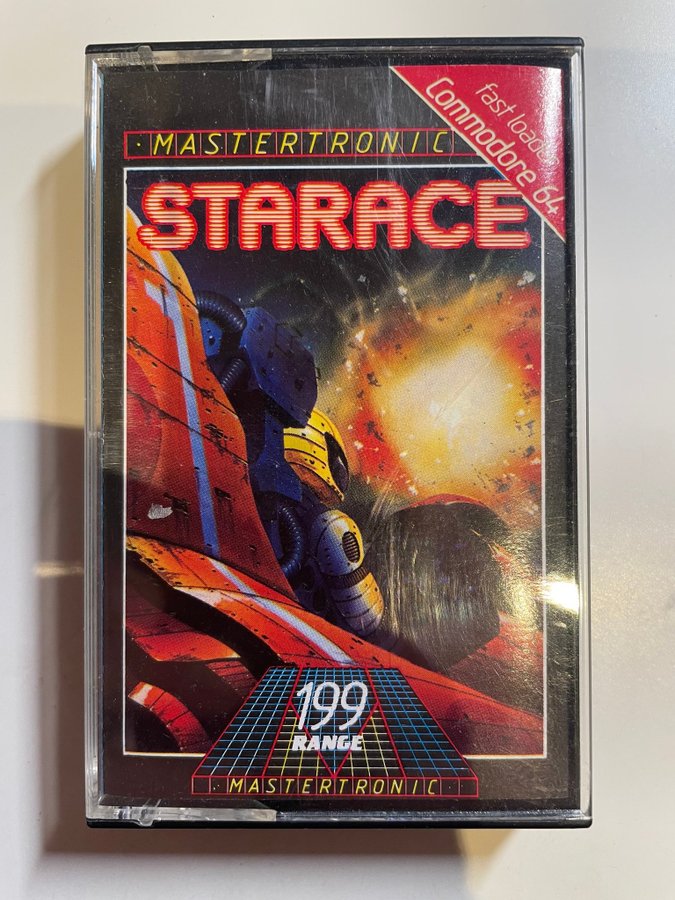 fast loader
Commodore 64
· MASTERTRONIC
STARACE
199
RANGE
· MASTERTRONIC ·